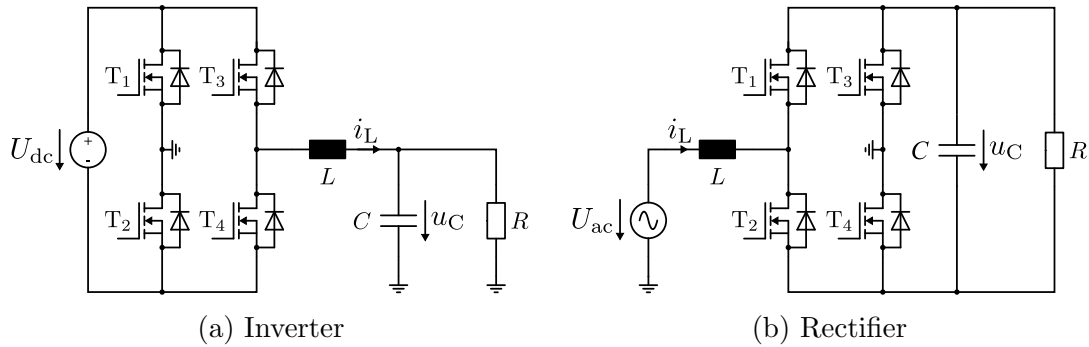 T1 T3 T1 T3
Udc + - iL L iL L C uC R
T2 T4 C uC R Uac T2 T4
(a) Inverter (b) Rectifier